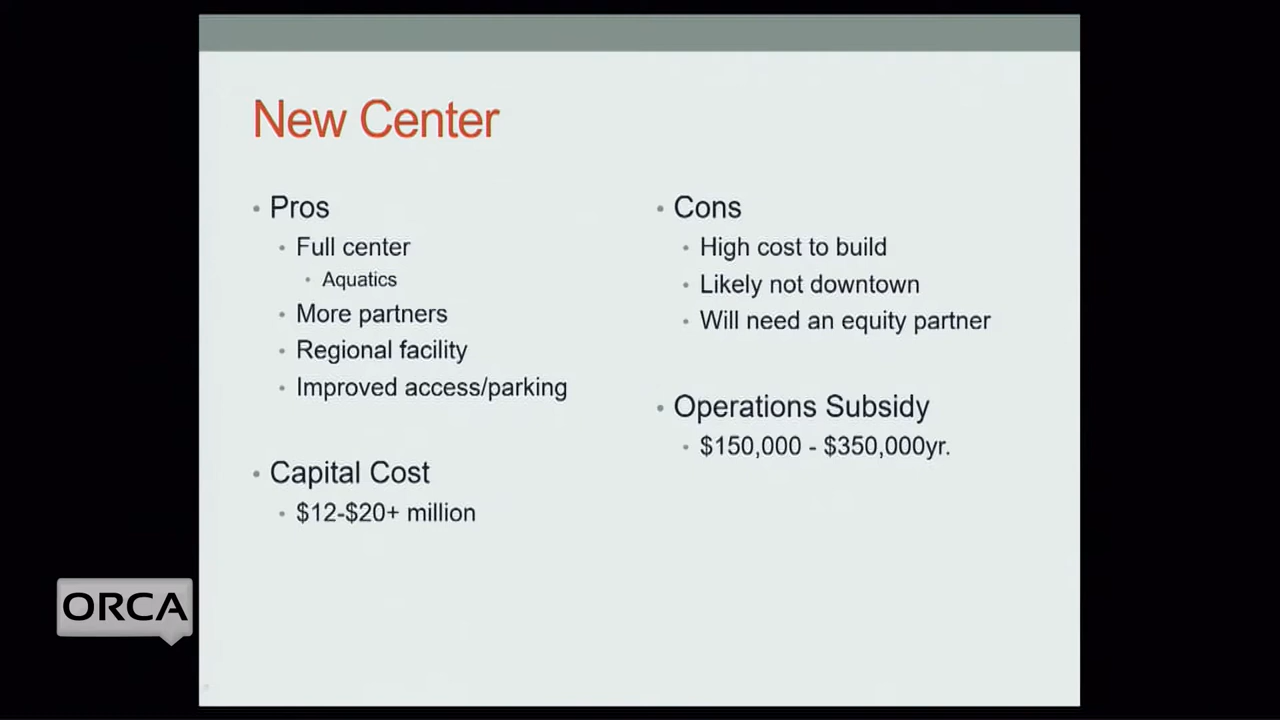 New Center
Pros
Full center
Aquatics
More partners
Regional facility
Improved access/parking
Capital Cost
$12-$20+ million
Cons
High cost to build
Likely not downtown
Will need an equity partner
Operations Subsidy
$150,000 - $350,000yr.
ORCA